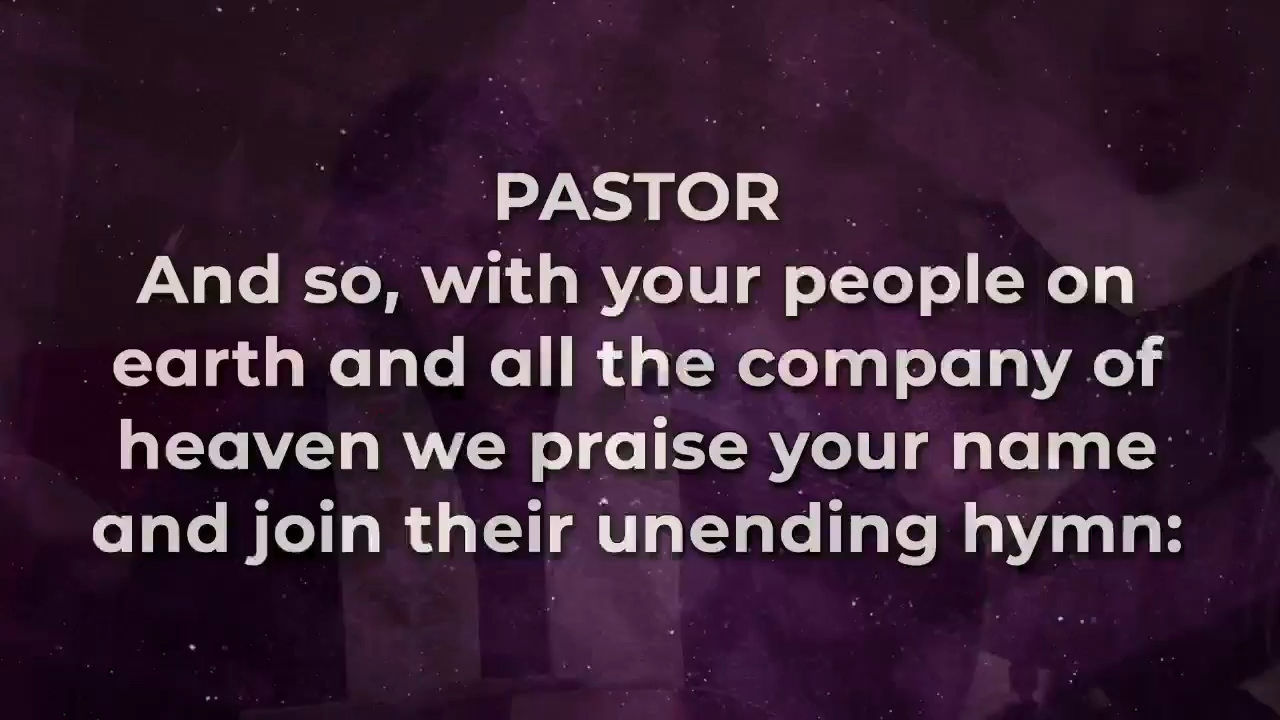 PASTOR
And so, with your people on
earth and all the company of
heaven we praise your name
and join their unending hymn: